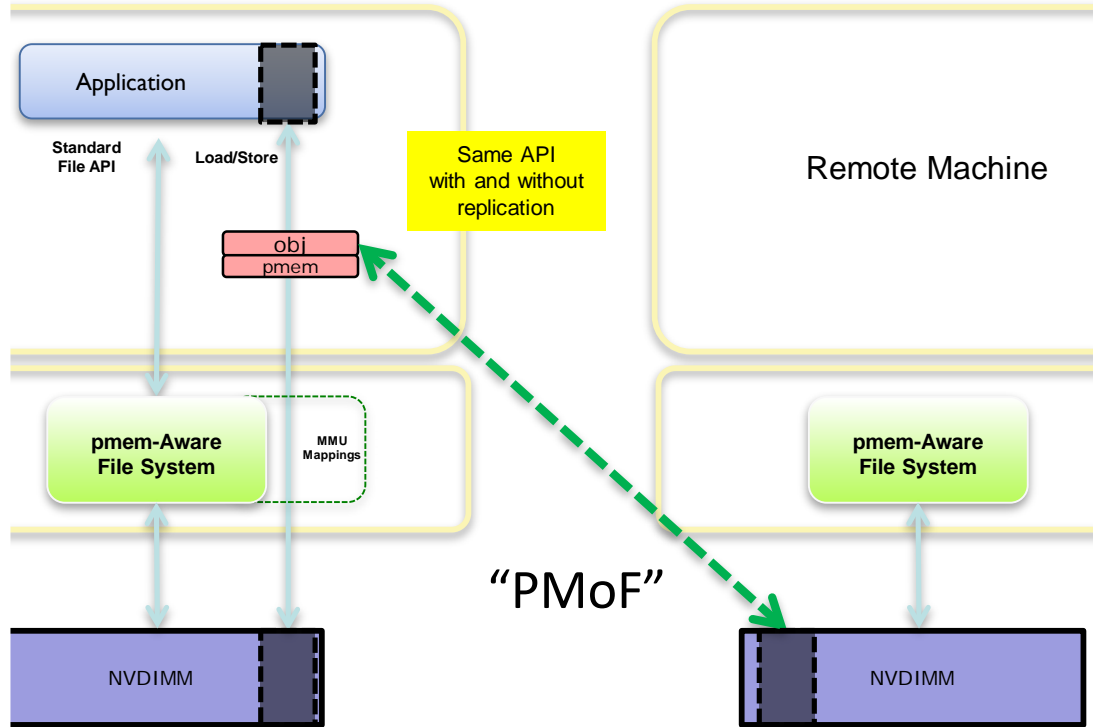 Application
Standard
File API
Load/Store
Same API
with and without
replication
Remote Machine
obj
pmem
pmem-Aware
File System
MMU
Mappings
pmem-Aware
File System
“PMoF”
NVDIMM
NVDIMM